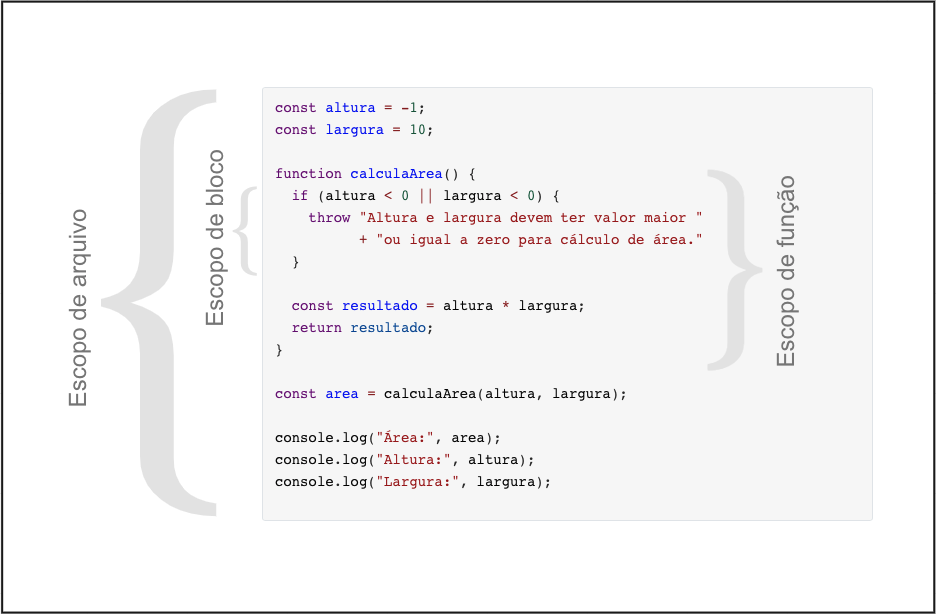 Escopo de arquivo
Escopo de bloco
const altura = -1;
const largura = 10;

function calculaArea() {
  if (altura < 0 || largura < 0) {
    throw "Altura e largura devem ter valor maior "
          + "ou igual a zero para cálculo de área."
  }

  const resultado = altura * largura;
  return resultado;
}

const area = calculaArea(altura, largura);

console.log("Área:", area);
console.log("Altura:", altura);
console.log("Largura:", largura);
Escopo de função